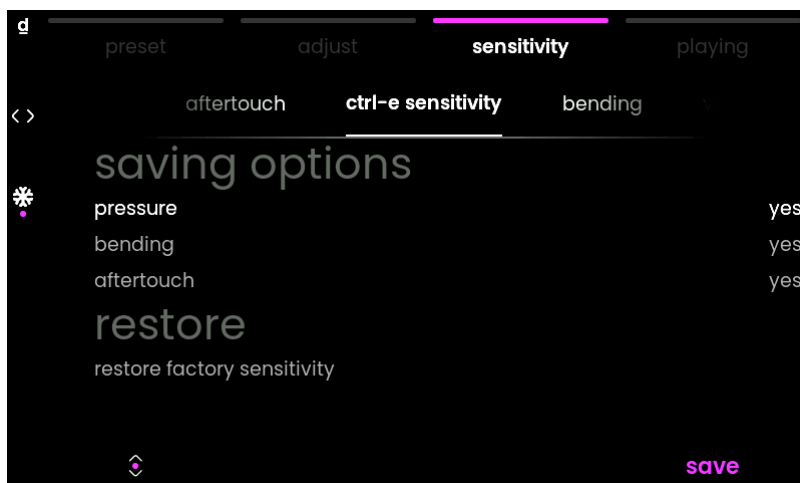 d
preset adjust sensitivity playing
aftertouch ctrl-e sensitivity bending
saving options
pressure yes
bending yes
aftertouch yes
restore
restore factory sensitivity
save